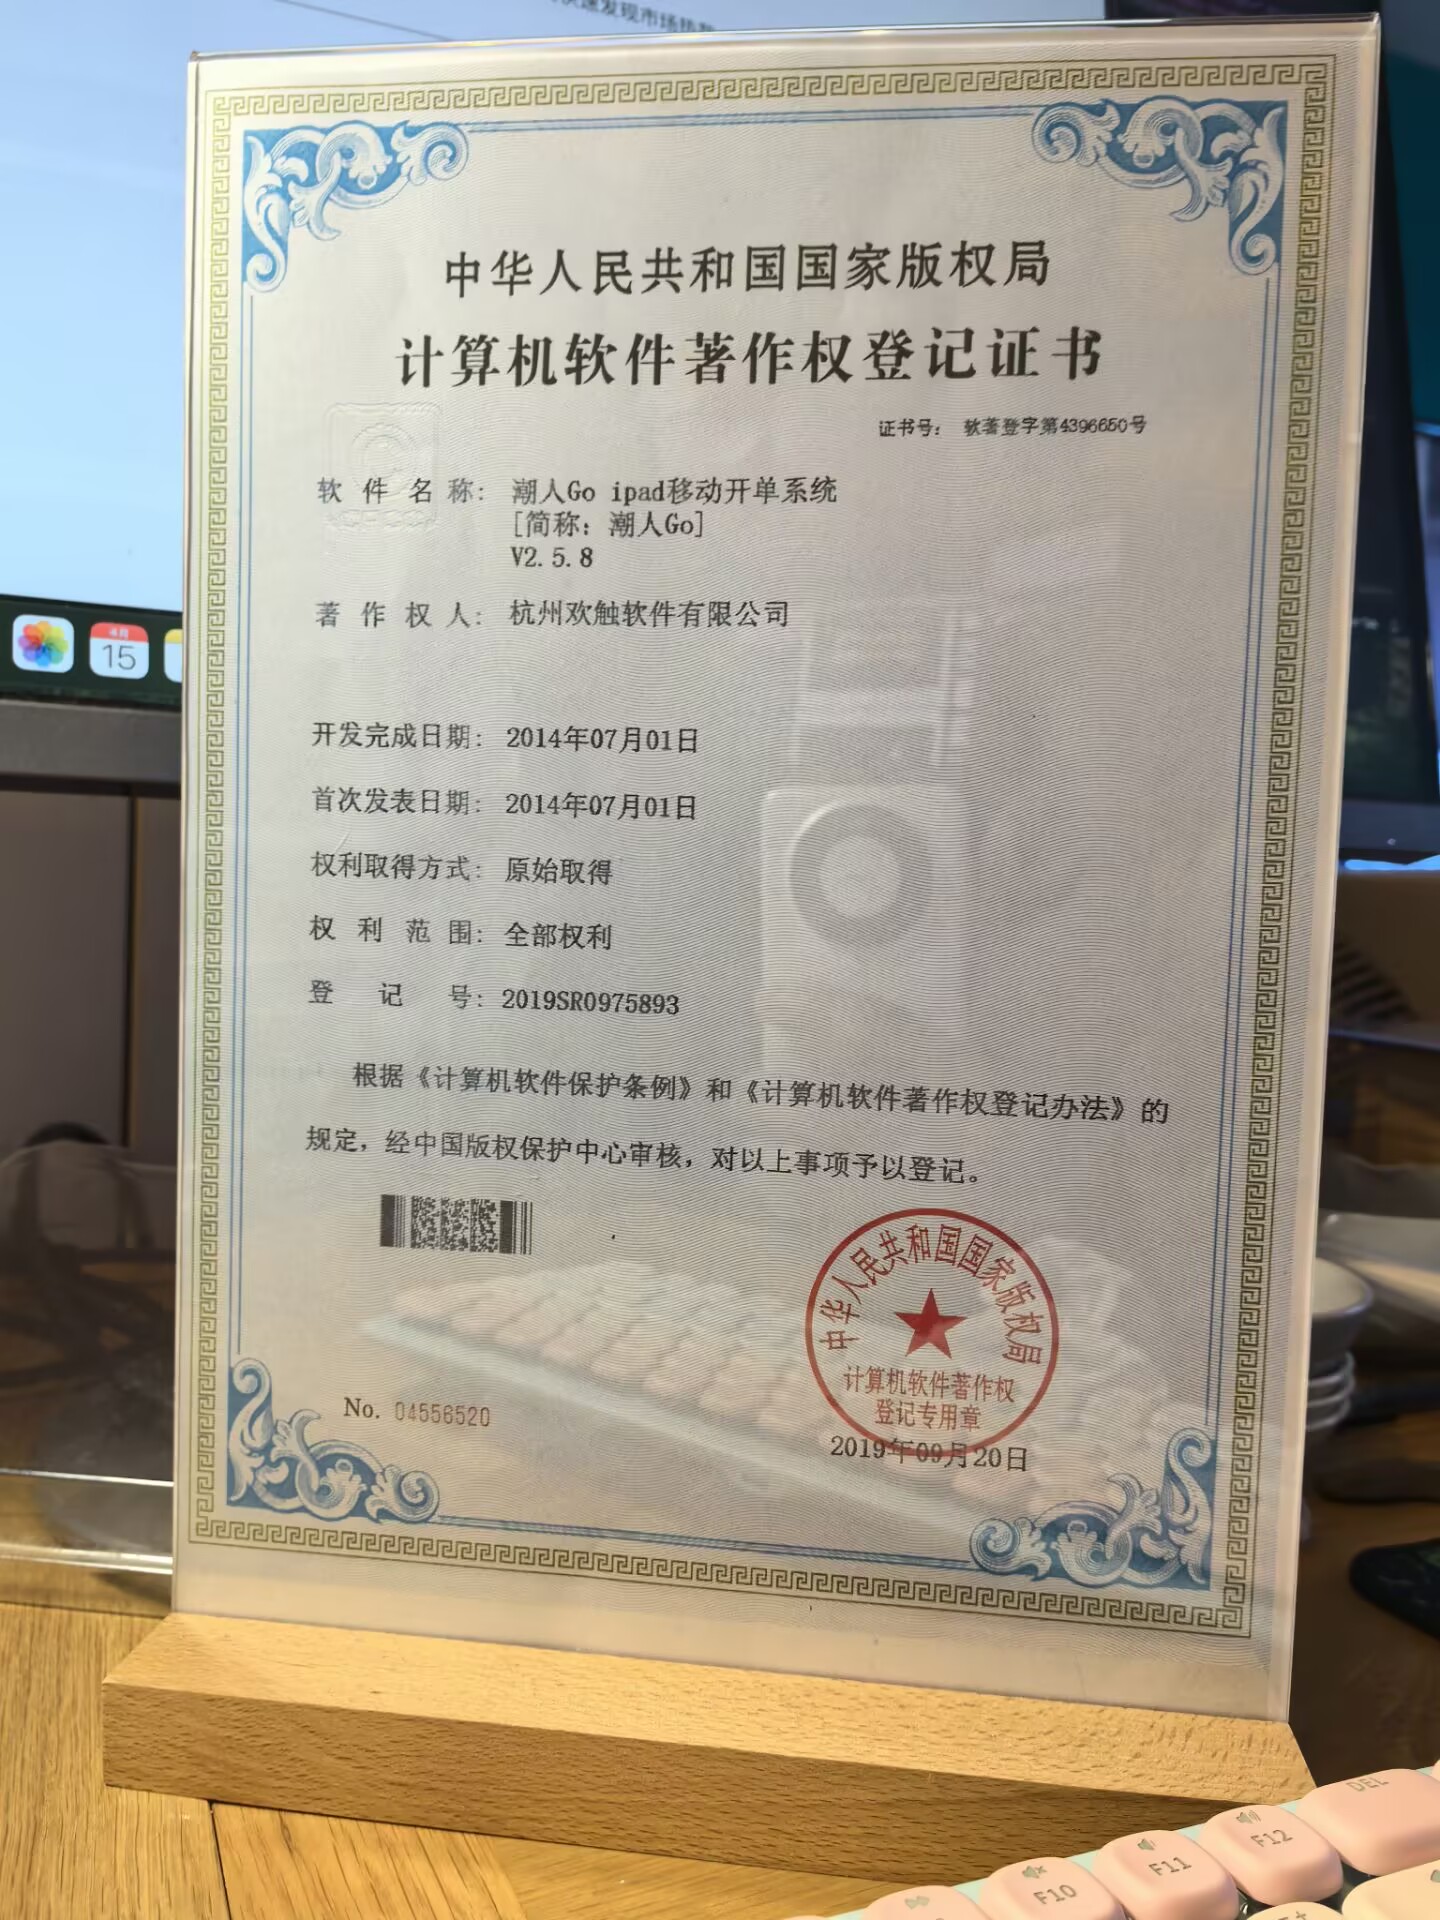 中华人民共和国国家版权局
计算机软件著作权登记证书
证书号： 软著登字第4396650号
软件名称： 潮人Go ipad移动开单系统
[简称：潮人Go]
V2.5.8
著作权人： 杭州欢触软件有限公司
开发完成日期： 2014年07月01日
首次发表日期： 2014年07月01日
权利取得方式： 原始取得
权利范围： 全部权利
登记号： 2019SR0975893
根据《计算机软件保护条例》和《计算机软件著作权登记办法》的
规定，经中国版权保护中心审核，对以上事项予以登记。
中华人民共和国国家版权局
计算机软件著作权
登记专用章
No. 04556520
2019年09月20日
15
DEL
F12
F11
F10